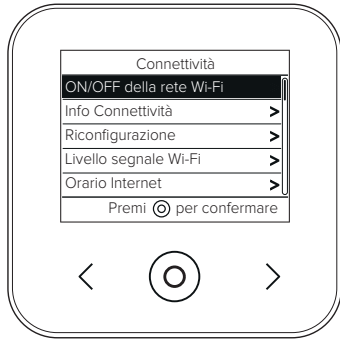 Connettività
ON/OFF della rete Wi-Fi
Info Connettività >
Riconfigurazione >
Livello segnale Wi-Fi >
Orario Internet >
Premi ◎ per confermare